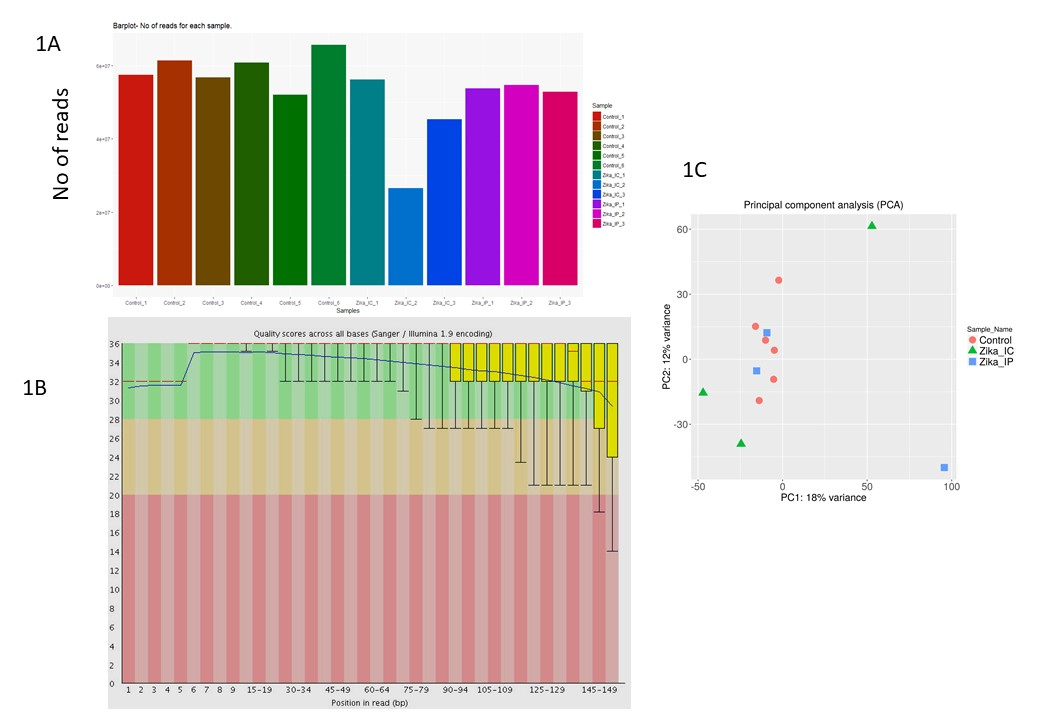 1A
Barplot- No of reads for each sample.
No of reads
6e+07
4e+07
2e+07
0e+00
Control_1 Control_2 Control_3 Control_4 Control_5 Control_6 Zika_IC_1 Zika_IC_2 Zika_IC_3 Zika_IP_1 Zika_IP_2 Zika_IP_3
Samples
Sample
Control_1
Control_2
Control_3
Control_4
Control_5
Control_6
Zika_IC_1
Zika_IC_2
Zika_IC_3
Zika_IP_1
Zika_IP_2
Zika_IP_3
1B
Quality scores across all bases (Sanger / Illumina 1.9 encoding)
36
34
32
30
28
26
24
22
20
18
16
14
12
10
8
6
4
2
0
1 2 3 4 5 6 7 8 9 15-19 30-34 45-49 60-64 75-79 90-94 105-109 125-129 145-149
Position in read (bp)
1C
Principal component analysis (PCA)
PC2: 12% variance
60
30
0
-30
-50 0 50 100
PC1: 18% variance
Sample_Name
Control
Zika_IC
Zika_IP